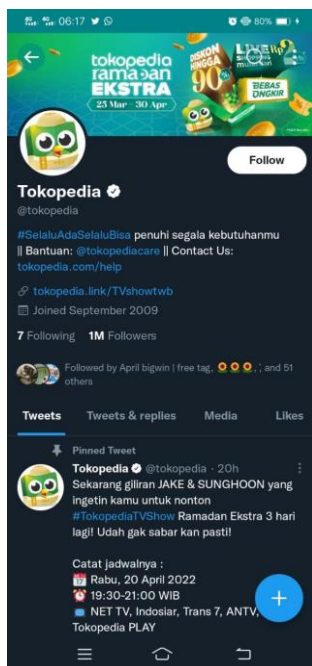 06:17
80%
tokopedia
ramadan
EKSTRA
25 Mar - 30 Apr
DISKON
HINGGA
90%
BEBAS
ONGKIR
Follow
Tokopedia
@tokopedia
#SelaluAdaSelaluBisa penuhi segala kebutuhanmu
|| Bantuan: @tokopediacare || Contact Us:
tokopedia.com/help
tokopedia.link/TVshowtwb
Joined September 2009
7 Following 1M Followers
Followed by April bigwin | free tag, 🌻🌻🌻, ; and 51
others
Tweets Tweets & replies Media Likes
Pinned Tweet
Tokopedia @tokopedia · 20h
Sekarang giliran JAKE & SUNGHOON yang
ingetin kamu untuk nonton
#TokopediaTVShow Ramadan Ekstra 3 hari
lagi! Udah gak sabar kan pasti!
Catat jadwalnya :
📅 Rabu, 20 April 2022
⏰ 19:30-21:00 WIB
NET TV, Indosiar, Trans 7, ANTV,
Tokopedia PLAY